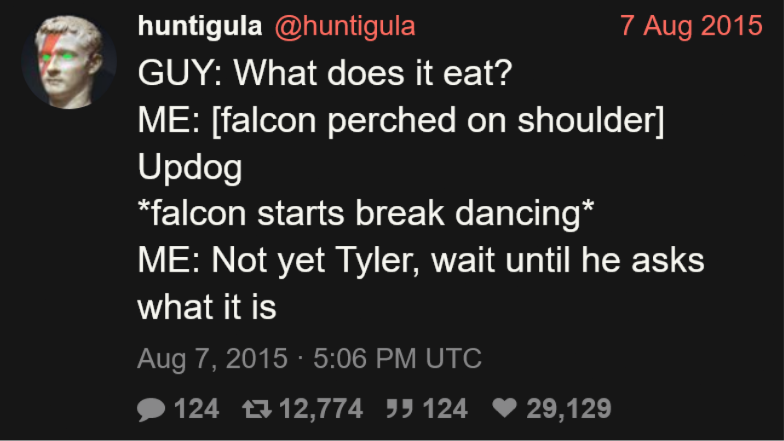 huntigula @huntigula 7 Aug 2015
GUY: What does it eat?
ME: [falcon perched on shoulder]
Updog
*falcon starts break dancing*
ME: Not yet Tyler, wait until he asks
what it is
Aug 7, 2015 · 5:06 PM UTC
124 12,774 124 29,129